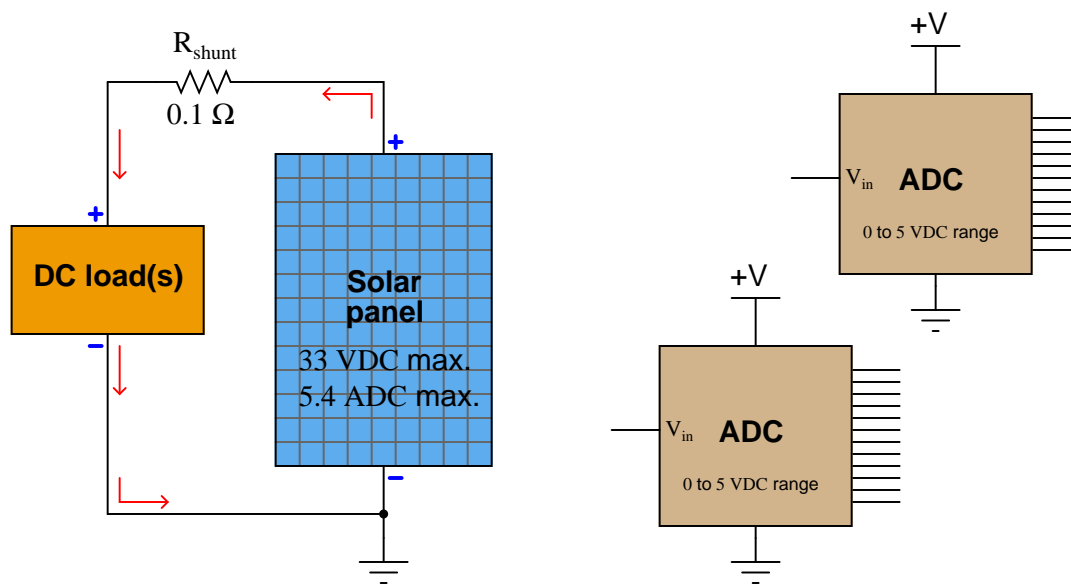 R_shunt
0.1 Ω
+
DC load(s)
−
+
Solar
panel
33 VDC max.
5.4 ADC max.
−
+V
V_in
ADC
0 to 5 VDC range
+V
V_in
ADC
0 to 5 VDC range